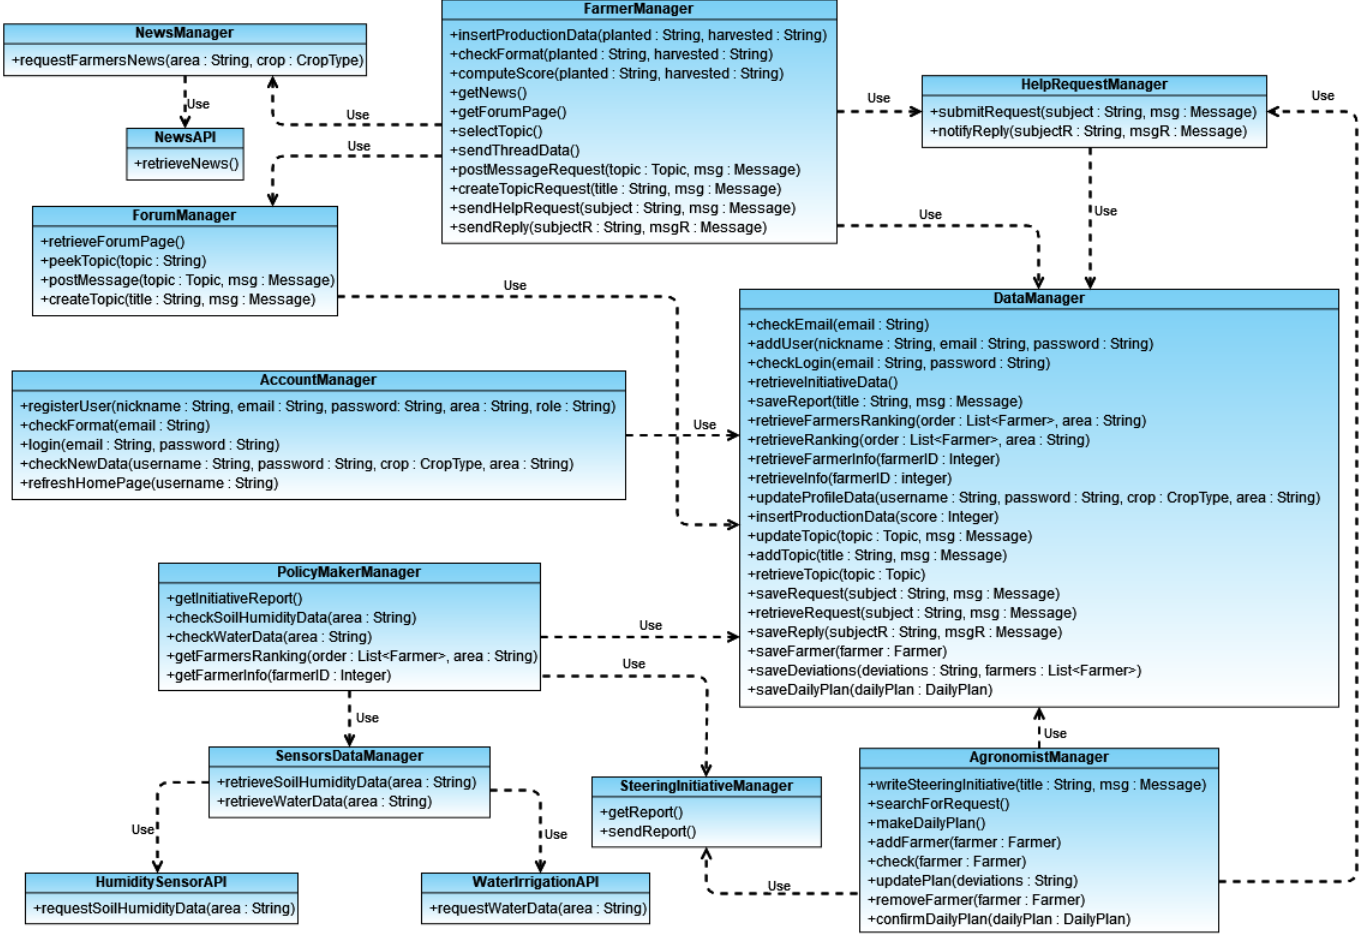 NewsManager
+requestFarmersNews(area : String, crop : CropType)
Use
NewsAPI
+retrieveNews()
FarmerManager
+insertProductionData(planted : String, harvested : String)
+checkFormat(planted : String, harvested : String)
+computeScore(planted : String, harvested : String)
+getNews()
+getForumPage()
+selectTopic()
+sendThreadData()
+postMessageRequest(topic : Topic, msg : Message)
+createTopicRequest(title : String, msg : Message)
+sendHelpRequest(subject : String, msg : Message)
+sendReply(subjectR : String, msgR : Message)
Use
Use
Use
Use
HelpRequestManager
+submitRequest(subject : String, msg : Message)
+notifyReply(subjectR : String, msgR : Message)
Use
Use
ForumManager
+retrieveForumPage()
+peekTopic(topic : String)
+postMessage(topic : Topic, msg : Message)
+createTopic(title : String, msg : Message)
Use
DataManager
+checkEmail(email : String)
+addUser(nickname : String, email : String, password : String)
+checkLogin(email : String, password : String)
+retrieveInitiativeData()
+saveReport(title : String, msg : Message)
+retrieveFarmersRanking(order : List<Farmer>, area : String)
+retrieveRanking(order : List<Farmer>, area : String)
+retrieveFarmerInfo(farmerID : Integer)
+retrieveInfo(farmerID : integer)
+updateProfileData(username : String, password : String, crop : CropType, area : String)
+insertProductionData(score : Integer)
+updateTopic(topic : Topic, msg : Message)
+addTopic(title : String, msg : Message)
+retrieveTopic(topic : Topic)
+saveRequest(subject : String, msg : Message)
+retrieveRequest(subject : String, msg : Message)
+saveReply(subjectR : String, msgR : Message)
+saveFarmer(farmer : Farmer)
+saveDeviations(deviations : String, farmers : List<Farmer>)
+saveDailyPlan(dailyPlan : DailyPlan)
AccountManager
+registerUser(nickname : String, email : String, password: String, area : String, role : String)
+checkFormat(email : String)
+login(email : String, password : String)
+checkNewData(username : String, password : String, crop : CropType, area : String)
+refreshHomePage(username : String)
Use
PolicyMakerManager
+getInitiativeReport()
+checkSoilHumidityData(area : String)
+checkWaterData(area : String)
+getFarmersRanking(order : List<Farmer>, area : String)
+getFarmerInfo(farmerID : Integer)
Use
Use
Use
SensorsDataManager
+retrieveSoilHumidityData(area : String)
+retrieveWaterData(area : String)
Use
Use
HumiditySensorAPI
+requestSoilHumidityData(area : String)
WaterIrrigationAPI
+requestWaterData(area : String)
SteeringInitiativeManager
+getReport()
+sendReport()
Use
Use
AgronomistManager
+writeSteeringInitiative(title : String, msg : Message)
+searchForRequest()
+makeDailyPlan()
+addFarmer(farmer : Farmer)
+check(farmer : Farmer)
+updatePlan(deviations : String)
+removeFarmer(farmer : Farmer)
+confirmDailyPlan(dailyPlan : DailyPlan)